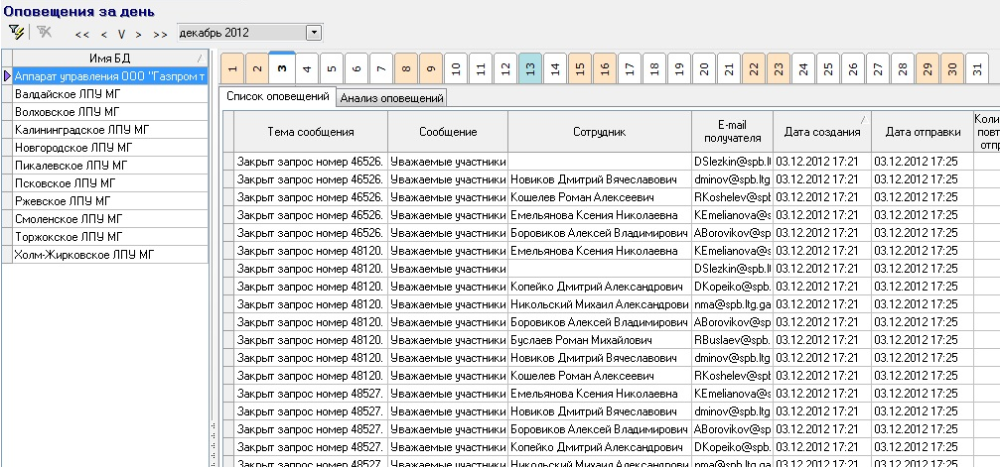 Оповещения за день
<< < V > >> декабрь 2012
Имя БД
Аппарат управления ООО "Газпром т
Валдайское ЛПУ МГ
Волховское ЛПУ МГ
Калининградское ЛПУ МГ
Новгородское ЛПУ МГ
Пикалевское ЛПУ МГ
Псковское ЛПУ МГ
Ржевское ЛПУ МГ
Смоленское ЛПУ МГ
Торжокское ЛПУ МГ
Холм-Жирковское ЛПУ МГ
1 2 3 4 5 6 7 8 9 10 11 12 13 14 15 16 17 18 19 20 21 22 23 24 25 26 27 28 29 30 31
Список оповещений Анализ оповещений
Тема сообщения Сообщение Сотрудник E-mail получателя Дата создания Дата отправки Коли повт отпр
Закрыт запрос номер 46526. Уважаемые участники DSlezkin@spb.lt 03.12.2012 17:21 03.12.2012 17:25
Закрыт запрос номер 46526. Уважаемые участники Новиков Дмитрий Вячеславович dminov@spb.ltg 03.12.2012 17:21 03.12.2012 17:25
Закрыт запрос номер 46526. Уважаемые участники Кошелев Роман Алексеевич RKoshelev@spb. 03.12.2012 17:21 03.12.2012 17:25
Закрыт запрос номер 46526. Уважаемые участники Емельянова Ксения Николаевна KEmelianova@s 03.12.2012 17:21 03.12.2012 17:25
Закрыт запрос номер 46526. Уважаемые участники Боровиков Алексей Владимирович ABorovikov@sp 03.12.2012 17:21 03.12.2012 17:25
Закрыт запрос номер 48120. Уважаемые участники Емельянова Ксения Николаевна KEmelianova@s 03.12.2012 17:21 03.12.2012 17:25
Закрыт запрос номер 48120. Уважаемые участники DSlezkin@spb.lt 03.12.2012 17:21 03.12.2012 17:25
Закрыт запрос номер 48120. Уважаемые участники Копейко Дмитрий Александрович DKopeiko@spb. 03.12.2012 17:21 03.12.2012 17:25
Закрыт запрос номер 48120. Уважаемые участники Никольский Михаил Александрови nma@spb.ltg.ga 03.12.2012 17:21 03.12.2012 17:25
Закрыт запрос номер 48120. Уважаемые участники Боровиков Алексей Владимирович ABorovikov@sp 03.12.2012 17:21 03.12.2012 17:25
Закрыт запрос номер 48120. Уважаемые участники Буслаев Роман Михайлович RBuslaev@spb. 03.12.2012 17:21 03.12.2012 17:25
Закрыт запрос номер 48120. Уважаемые участники Новиков Дмитрий Вячеславович dminov@spb.ltg 03.12.2012 17:21 03.12.2012 17:25
Закрыт запрос номер 48120. Уважаемые участники Кошелев Роман Алексеевич RKoshelev@spb. 03.12.2012 17:21 03.12.2012 17:25
Закрыт запрос номер 48527. Уважаемые участники Емельянова Ксения Николаевна KEmelianova@s 03.12.2012 17:21 03.12.2012 17:25
Закрыт запрос номер 48527. Уважаемые участники Новиков Дмитрий Вячеславович dminov@spb.ltg 03.12.2012 17:21 03.12.2012 17:25
Закрыт запрос номер 48527. Уважаемые участники Боровиков Алексей Владимирович ABorovikov@sp 03.12.2012 17:21 03.12.2012 17:25
Закрыт запрос номер 48527. Уважаемые участники DSlezkin@spb.lt 03.12.2012 17:21 03.12.2012 17:25
Закрыт запрос номер 48527. Уважаемые участники Никольский Михаил Александрови nma@spb.ltg.ga 03.12.2012 17:21 03.12.2012 17:25